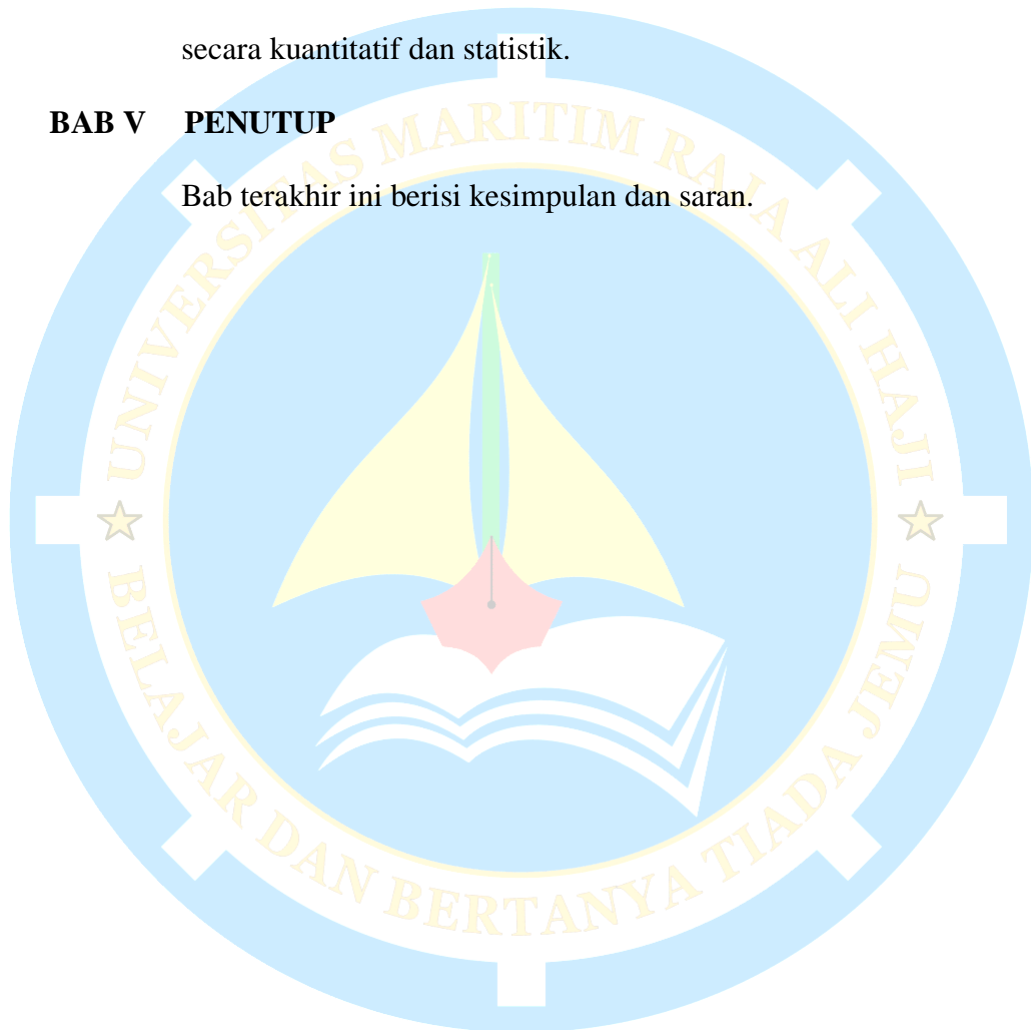 secara kuantitatif dan statistik.
BAB V PENUTUP
Bab terakhir ini berisi kesimpulan dan saran.
UNIVERSITAS MARITIM RAJA ALI HAJI
BELAJAR DAN BERTANYA TIADA JEMU